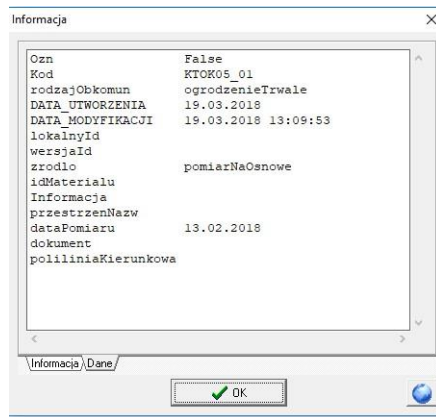 Informacja
Ozn False
Kod KTOK05_01
rodzajObkomun ogrodzenieTrwale
DATA_UTWORZENIA 19.03.2018
DATA_MODYFIKACJI 19.03.2018 13:09:53
lokalnyId
wersjaId
zrodlo pomiarNaOsnowe
idMaterialu
Informacja
przestrzenNazw
dataPomiaru 13.02.2018
dokument
poliliniaKierunkowa
Informacja Dane
OK